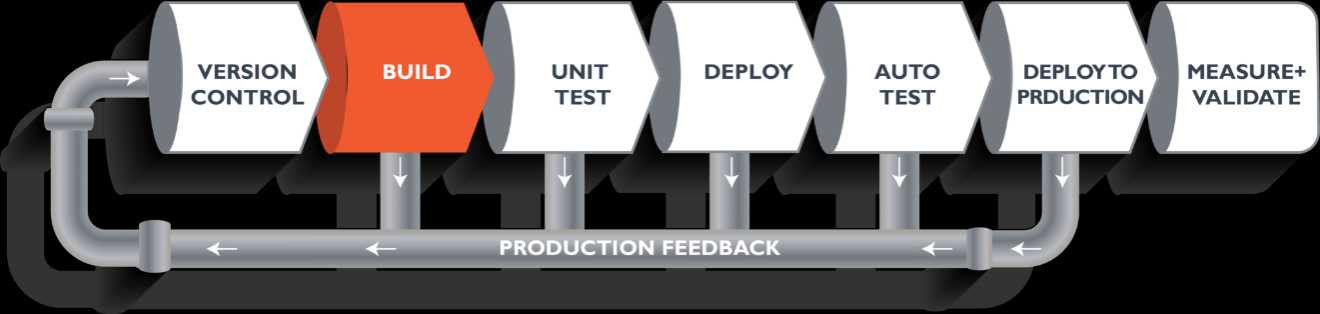 VERSION
CONTROL
BUILD
UNIT
TEST
DEPLOY
AUTO
TEST
DEPLOY TO
PRDUCTION
MEASURE+
VALIDATE
PRODUCTION FEEDBACK